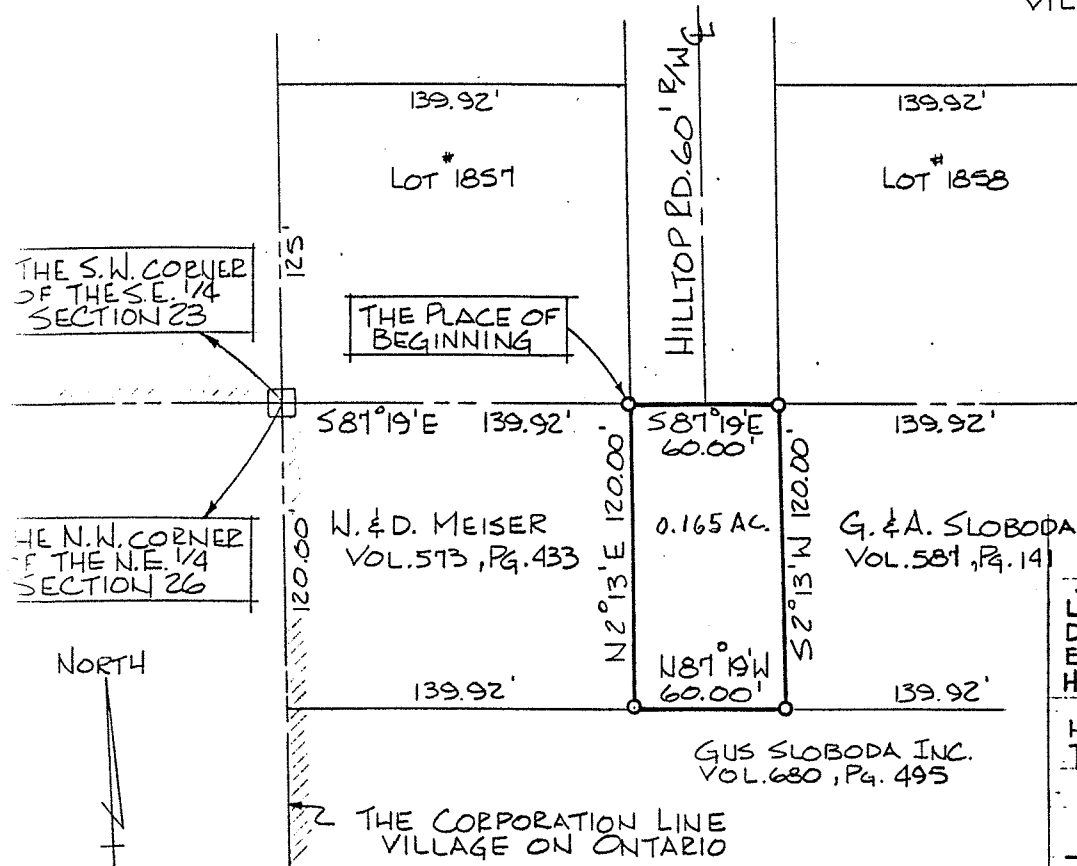 VIL
139.92'
139.92'
HILLTOP RD. 60' R/W ℄
LOT #1857
LOT #1858
125'
THE S.W. CORNER
OF THE S.E. 1/4
SECTION 23
THE PLACE OF
BEGINNING
S87°19'E 139.92'
S87°19'E
60.00'
139.92'
HE N.W. CORNER
F THE N.E. 1/4
SECTION 26
120.00'
W. & D. MEISER
VOL.573, PG. 433
N2°13'E 120.00'
0.165 AC.
S2°13'W 120.00'
G. & A. SLOBODA
VOL.587, PG. 141
NORTH
139.92'
N87°19'W
60.00'
139.92'
GUS SLOBODA INC.
VOL.680, PG. 495
THE CORPORATION LINE
VILLAGE ON ONTARIO
L
D
E
H
H
T